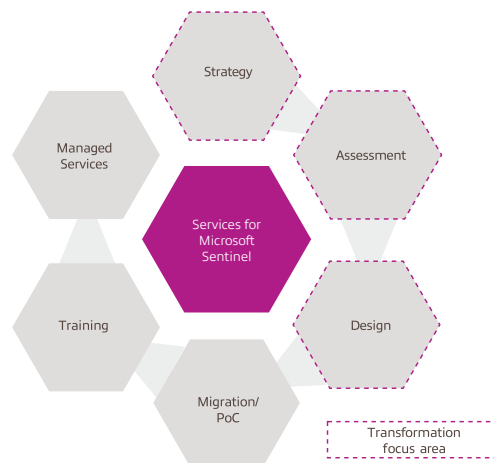 Strategy
Assessment
Managed
Services
Services for
Microsoft
Sentinel
Design
Training
Migration/
PoC
Transformation
focus area